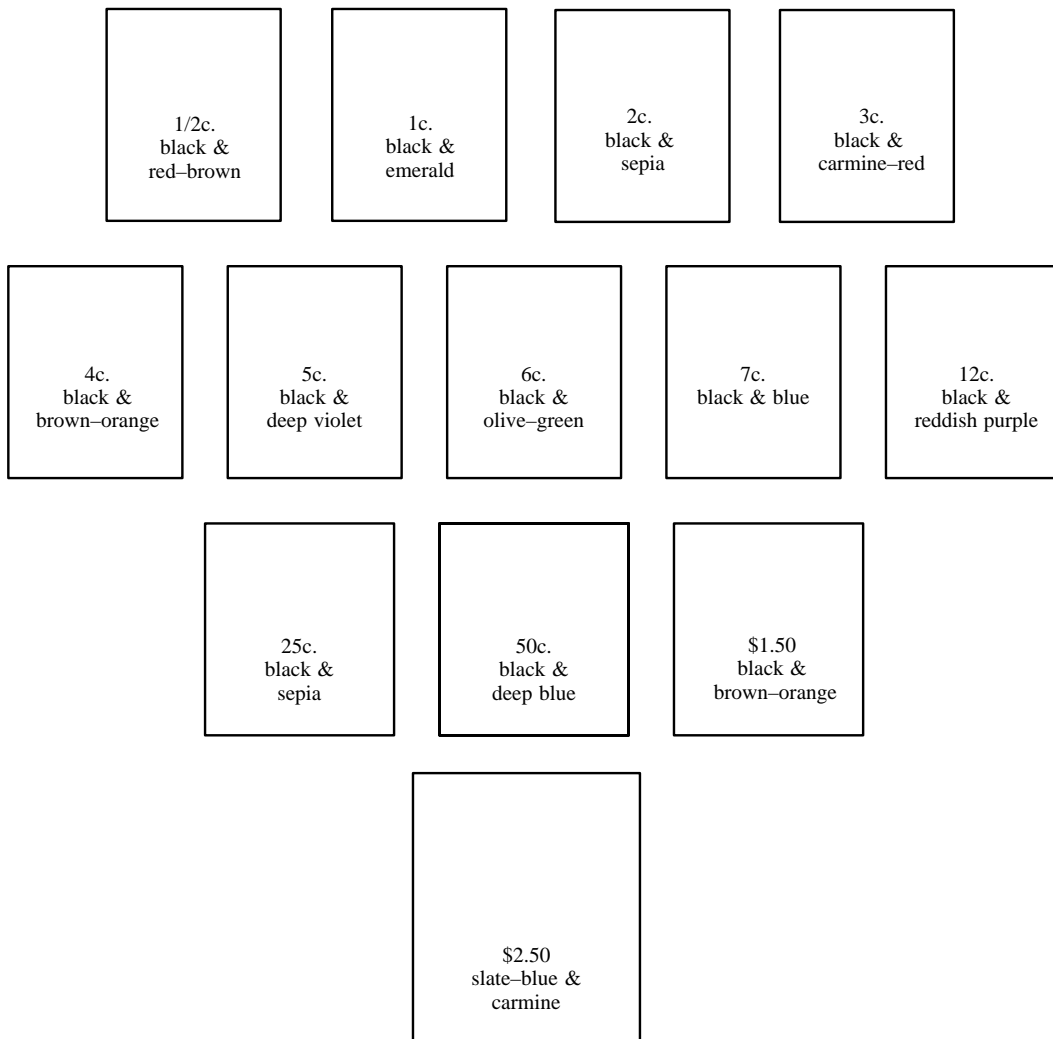 1/2c.
black &
red–brown
1c.
black &
emerald
2c.
black &
sepia
3c.
black &
carmine–red
4c.
black &
brown–orange
5c.
black &
deep violet
6c.
black &
olive–green
7c.
black & blue
12c.
black &
reddish purple
25c.
black &
sepia
50c.
black &
deep blue
$1.50
black &
brown–orange
$2.50
slate–blue &
carmine